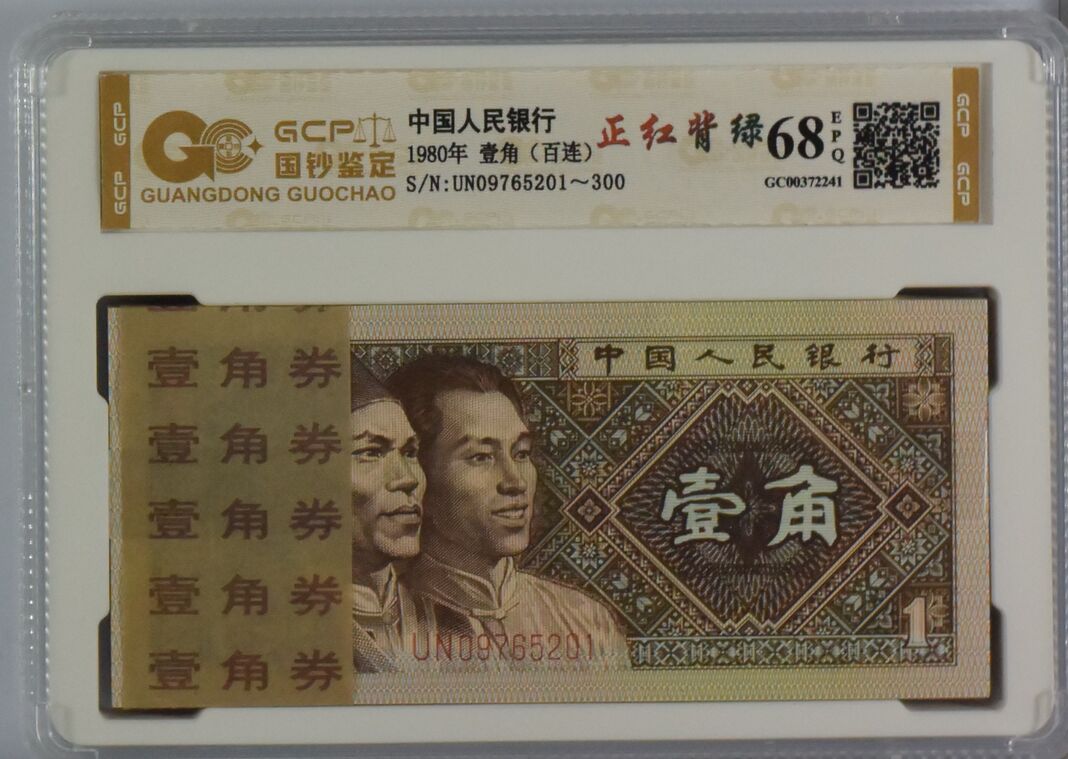 GCP
GCP
GCP
国钞鉴定
GUANGDONG GUOCHAO
中国人民银行
1980年 壹角（百连）
S/N:UN09765201～300
正红背绿
68
EPQ
GC00372241
GCP
GCP
中国人民银行
壹角券
壹角券
壹角券
壹角券
壹角券
壹角
UN09765201
1